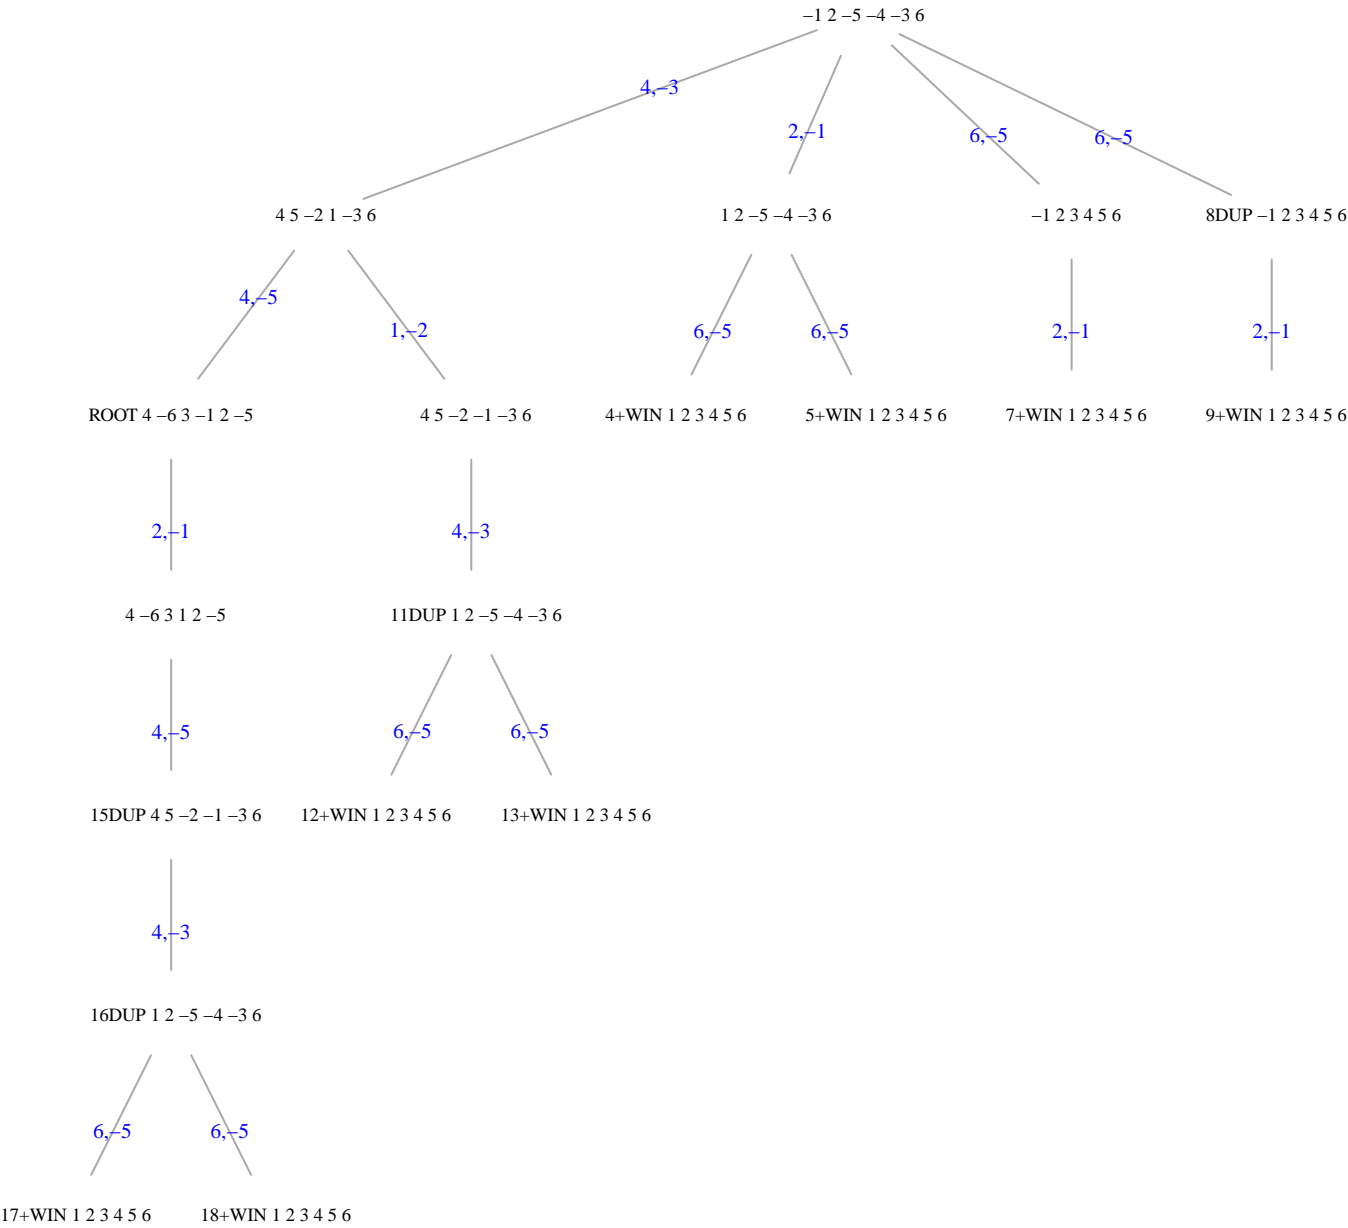 –1 2 –5 –4 –3 6
4,–3
2,–1
6,–5
6,–5
4 5 –2 1 –3 6
1 2 –5 –4 –3 6
–1 2 3 4 5 6
8DUP –1 2 3 4 5 6
4,–5
1,–2
6,–5
6,–5
2,–1
2,–1
ROOT 4 –6 3 –1 2 –5
4 5 –2 –1 –3 6
4+WIN 1 2 3 4 5 6
5+WIN 1 2 3 4 5 6
7+WIN 1 2 3 4 5 6
9+WIN 1 2 3 4 5 6
2,–1
4,–3
4 –6 3 1 2 –5
11DUP 1 2 –5 –4 –3 6
4,–5
6,–5
6,–5
15DUP 4 5 –2 –1 –3 6
12+WIN 1 2 3 4 5 6
13+WIN 1 2 3 4 5 6
4,–3
16DUP 1 2 –5 –4 –3 6
6,–5
6,–5
17+WIN 1 2 3 4 5 6
18+WIN 1 2 3 4 5 6